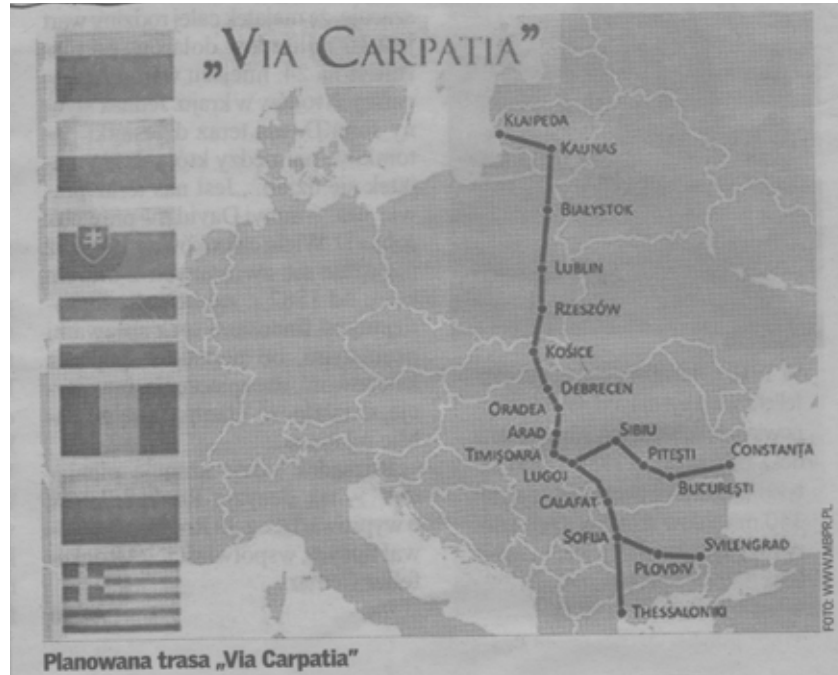 „VIA CARPATIA”
KLAIPEDA
KAUNAS
BIAŁYSTOK
LUBLIN
RZESZÓW
KOŠICE
DEBRECEN
ORADEA
ARAD
SIBIU
TIMIŞOARA
PITEŞTI
CONSTANŢA
LUGOJ
BUCUREŞTI
CALAFAT
SOFIJA
SVILENGRAD
PLOVDIV
THESSALONIKI
FOTO: WWW.MBPR.PL
Planowana trasa „Via Carpatia”